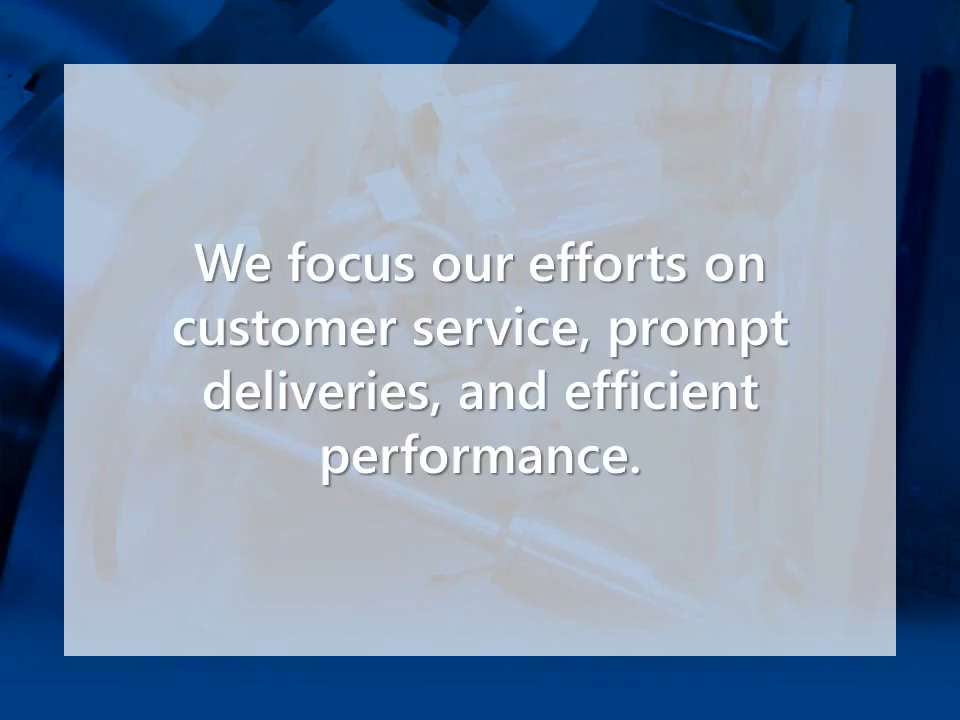 We focus our efforts on
customer service, prompt
deliveries, and efficient
performance.